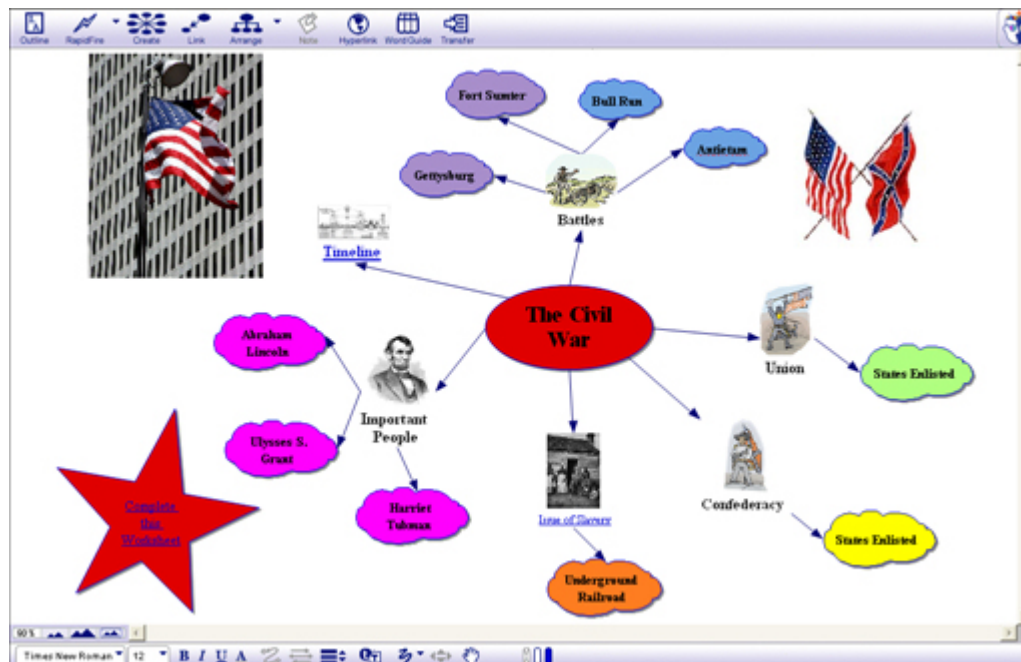 Outline RapidFire Create Link Arrange Note Hyperlink Word Guide Transfer
Fort Sumter
Bull Run
Antietam
Gettysburg
Battles
Timeline
The Civil
War
Abraham
Lincoln
Important
People
Ulysses S.
Grant
Harriet
Tubman
Union
States Enlisted
Confederacy
States Enlisted
Issue of Slavery
Underground
Railroad
Complete
this
Worksheet
90%
Times New Roman 12 B I U A